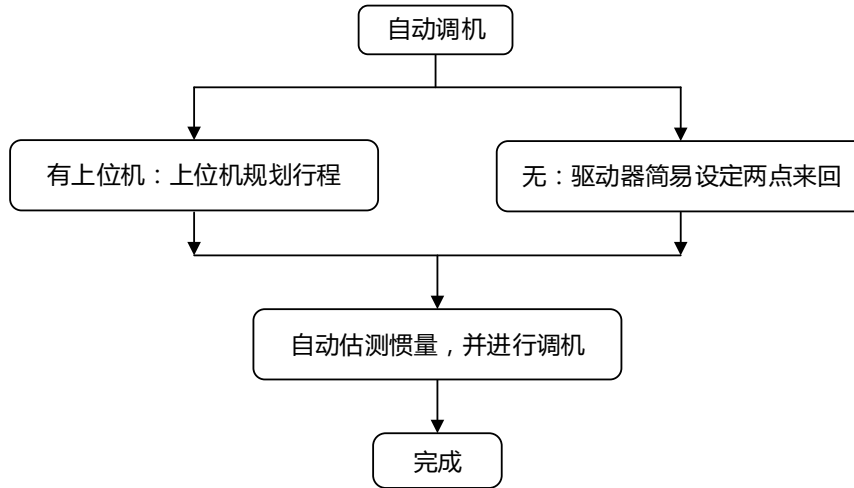 自动调机
有上位机：上位机规划行程
无：驱动器简易设定两点来回
自动估测惯量，并进行调机
完成